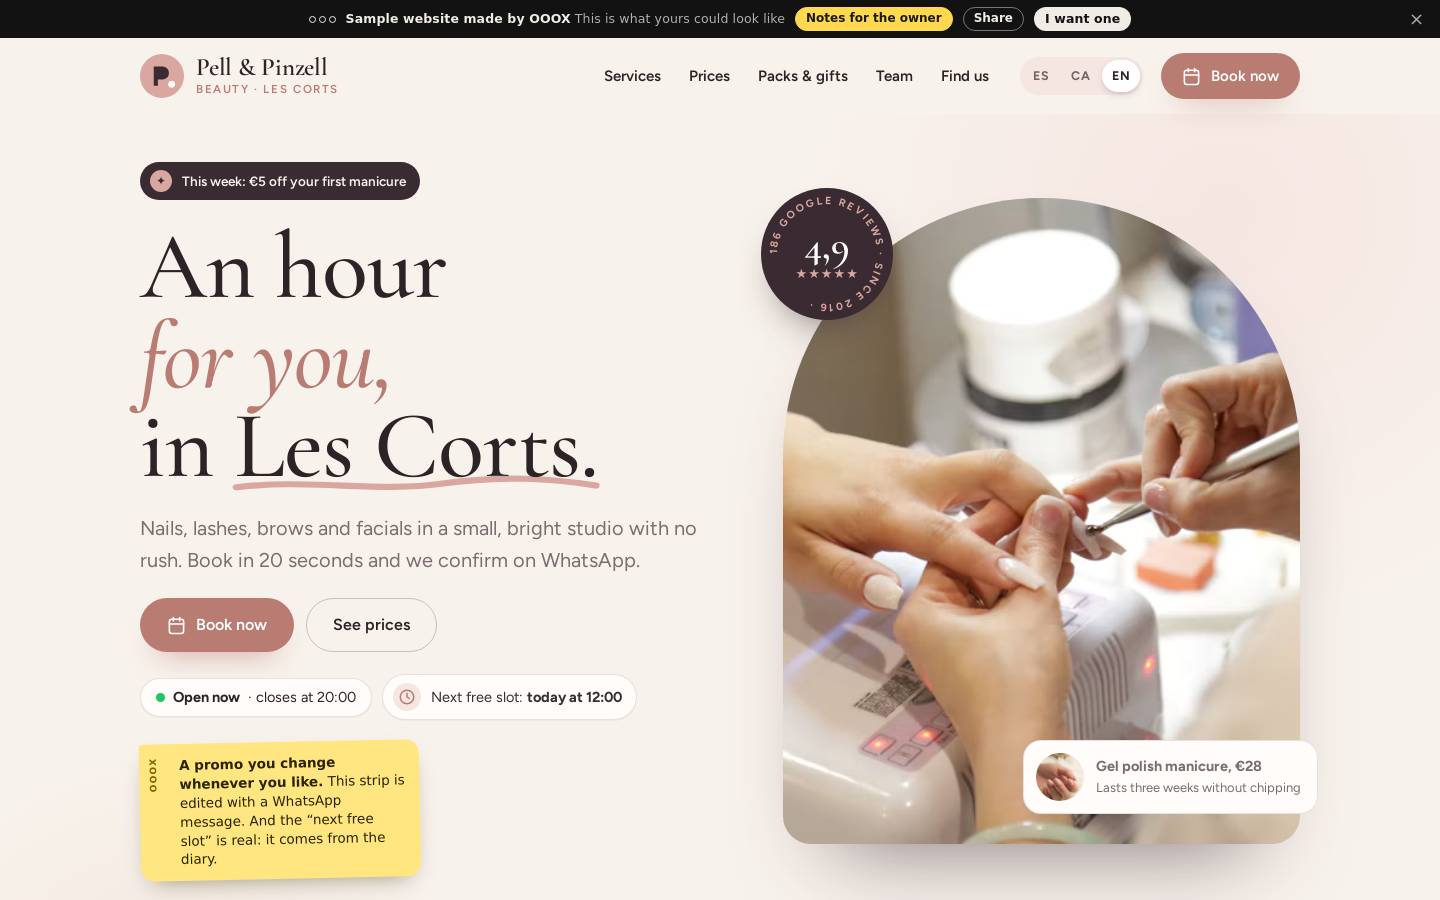 Sample website made by OOOX This is what yours could look like Notes for the owner Share I want one
Pell & Pinzell
BEAUTY · LES CORTS
Services Prices Packs & gifts Team Find us ES CA EN Book now
This week: €5 off your first manicure
An hour
for you,
in Les Corts.
Nails, lashes, brows and facials in a small, bright studio with no
rush. Book in 20 seconds and we confirm on WhatsApp.
Book now See prices
Open now · closes at 20:00 Next free slot: today at 12:00
OOOX
A promo you change
whenever you like. This strip is
edited with a WhatsApp
message. And the “next free
slot” is real: it comes from the
diary.
186 GOOGLE REVIEWS · SINCE 2016 ·
4,9
★★★★★
Gel polish manicure, €28
Lasts three weeks without chipping